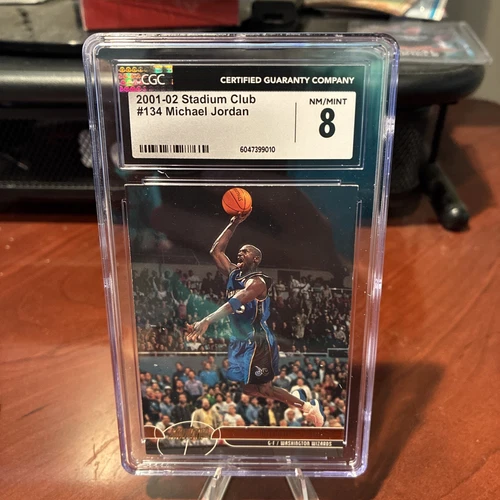 CGC
CERTIFIED GUARANTY COMPANY
2001-02 Stadium Club
#134 Michael Jordan
NM/MINT
8
6047399010
G-F / WASHINGTON WIZARDS